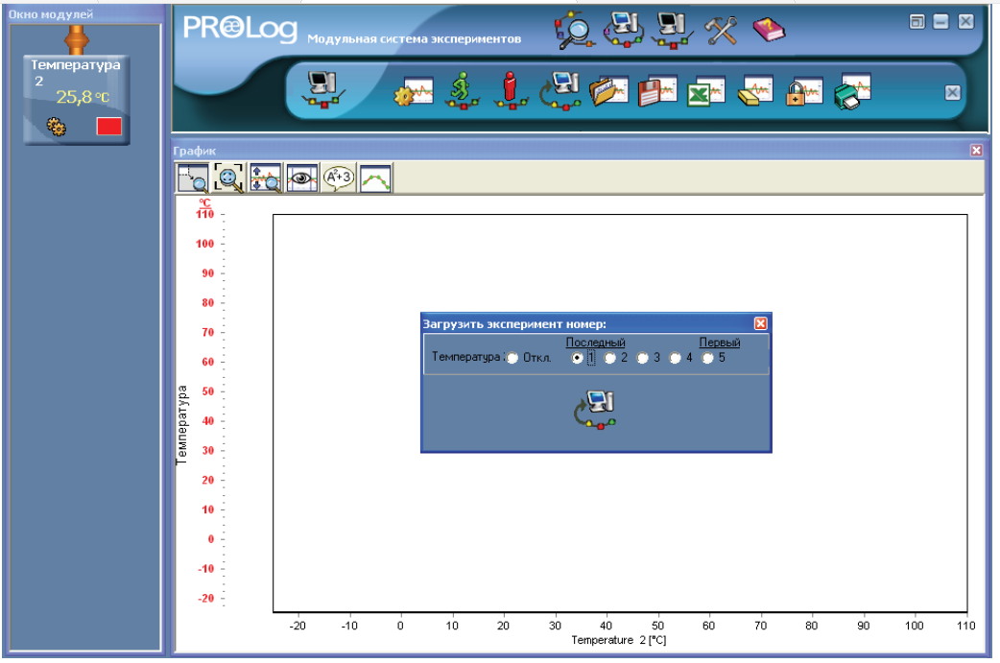 Окно модулей
Температура
2
25,8 °C
PROLog Модульная система экспериментов
График
A²+3
°C
110
100
90
80
70
60
50
40
30
20
10
0
-10
-20
Температура
Загрузить эксперимент номер:
Последный Первый
Температура Откл. 1 2 3 4 5
-20 -10 0 10 20 30 40 50 60 70 80 90 100 110
Temperature 2 [°C]